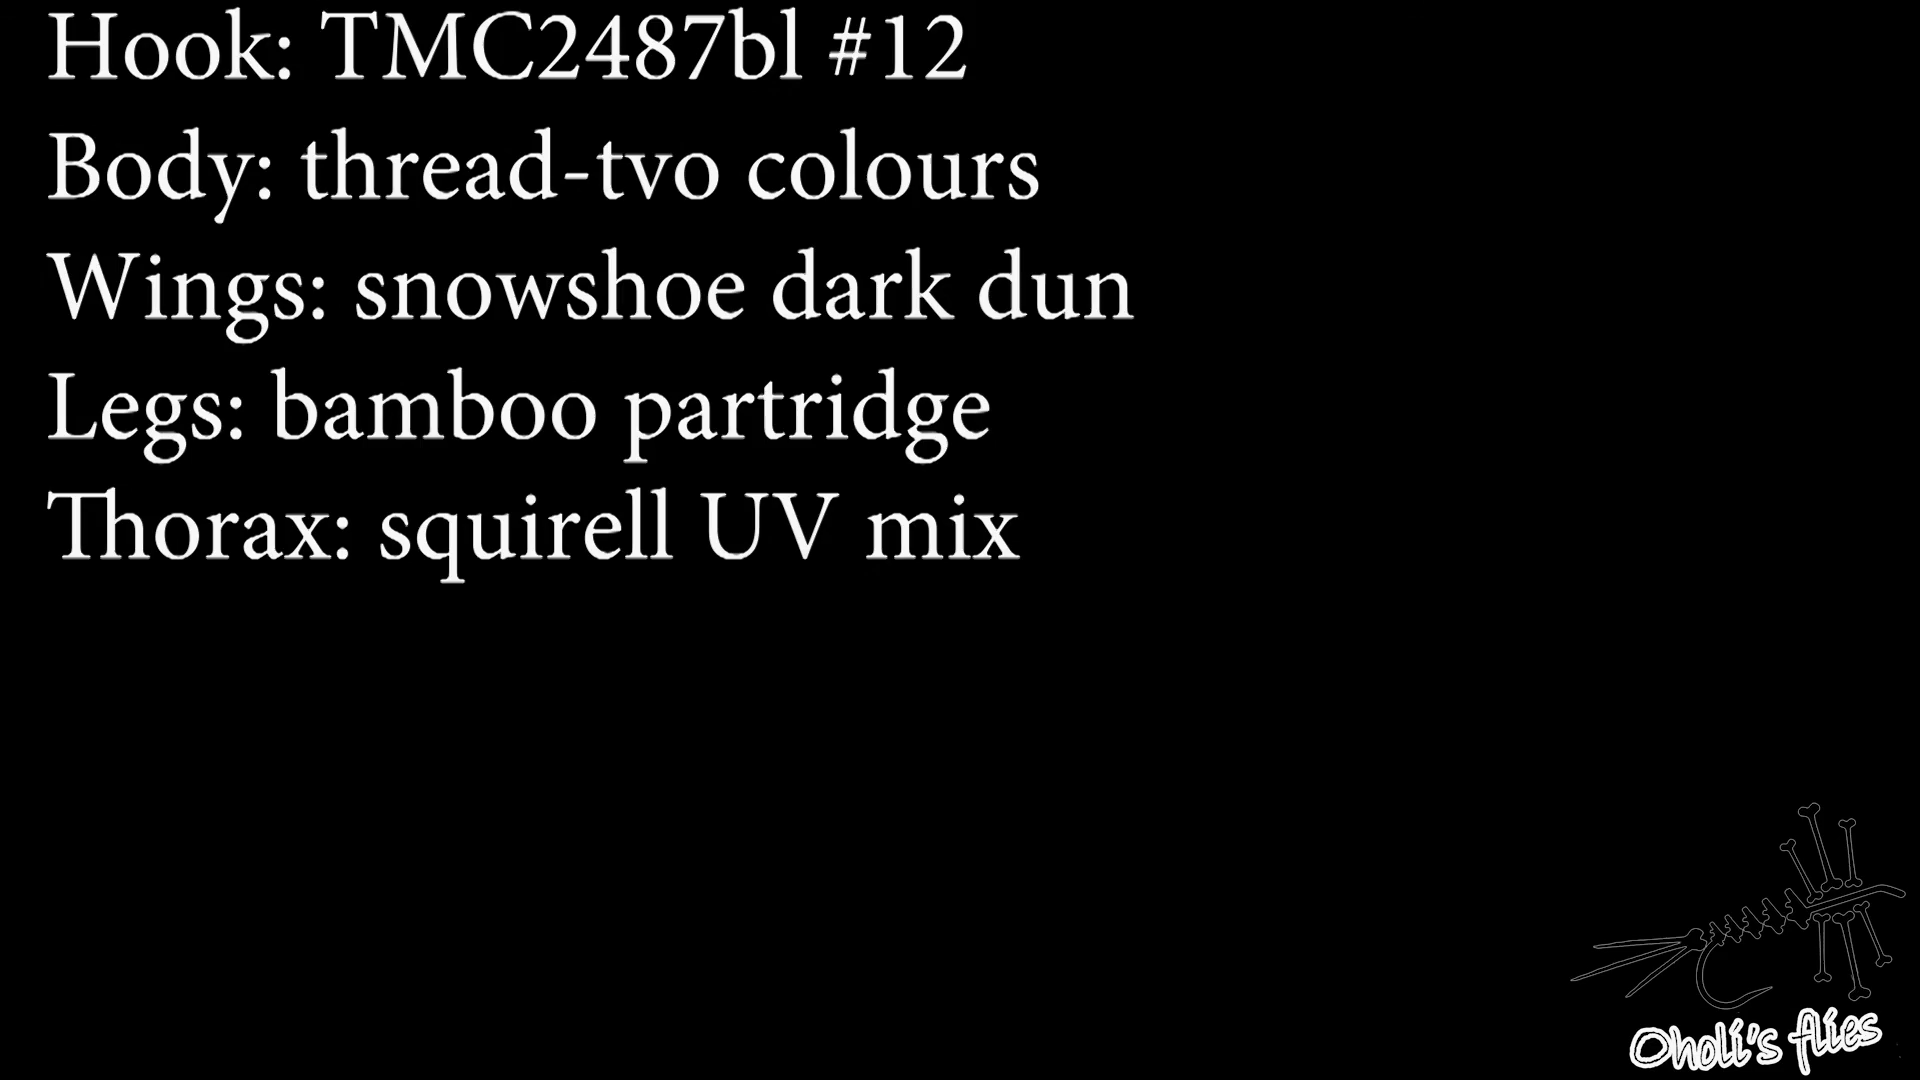 Hook: TMC2487bl #12
Body: thread-tvo colours
Wings: snowshoe dark dun
Legs: bamboo partridge
Thorax: squirell UV mix
Oholi's flies